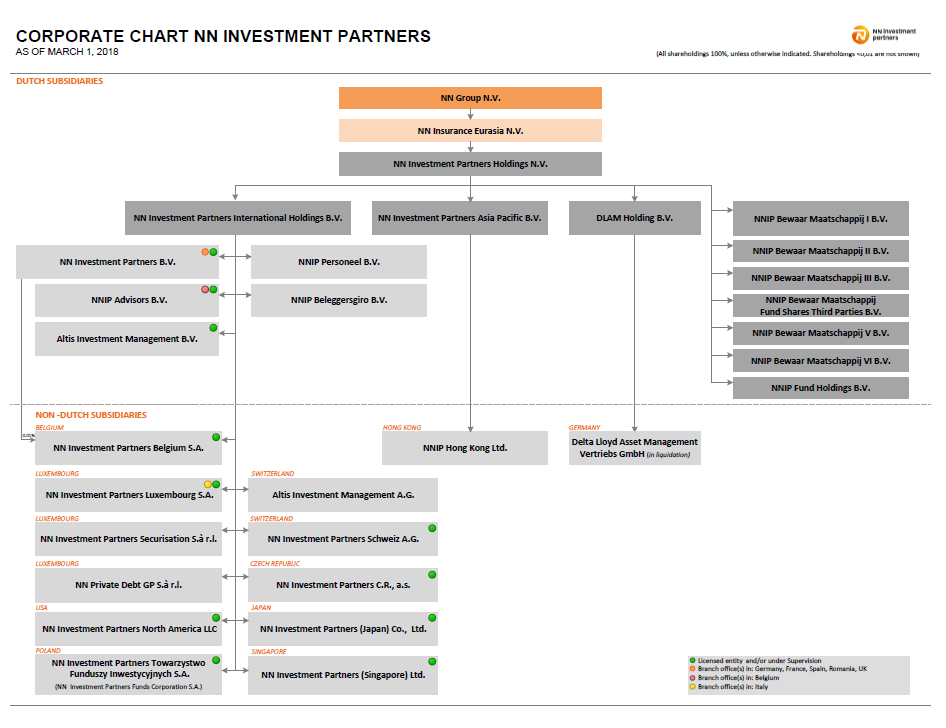 CORPORATE CHART NN INVESTMENT PARTNERS
AS OF MARCH 1, 2018
NN investment
partners
(All shareholdings 100%, unless otherwise indicated. Shareholdings <0,01 are not shown)
DUTCH SUBSIDIARIES
NN Group N.V.
NN Insurance Eurasia N.V.
NN Investment Partners Holdings N.V.
NN Investment Partners International Holdings B.V.
NN Investment Partners Asia Pacific B.V.
DLAM Holding B.V.
NNIP Bewaar Maatschappij I B.V.
NNIP Bewaar Maatschappij II B.V.
NNIP Bewaar Maatschappij III B.V.
NNIP Bewaar Maatschappij
Fund Shares Third Parties B.V.
NNIP Bewaar Maatschappij V B.V.
NNIP Bewaar Maatschappij VI B.V.
NNIP Fund Holdings B.V.
NN Investment Partners B.V.
NNIP Personeel B.V.
NNIP Advisors B.V.
NNIP Beleggersgiro B.V.
Altis Investment Management B.V.
NON -DUTCH SUBSIDIARIES
BELGIUM
NN Investment Partners Belgium S.A.
HONG KONG
NNIP Hong Kong Ltd.
GERMANY
Delta Lloyd Asset Management
Vertriebs GmbH (in liquidation)
LUXEMBOURG
NN Investment Partners Luxembourg S.A.
SWITZERLAND
Altis Investment Management A.G.
LUXEMBOURG
NN Investment Partners Securisation S.à r.l.
SWITZERLAND
NN Investment Partners Schweiz A.G.
LUXEMBOURG
NN Private Debt GP S.à r.l.
CZECH REPUBLIC
NN Investment Partners C.R., a.s.
USA
NN Investment Partners North America LLC
JAPAN
NN Investment Partners (Japan) Co., Ltd.
POLAND
NN Investment Partners Towarzystwo
Funduszy Inwestycyjnych S.A.
(NN Investment Partners Funds Corporation S.A.)
SINGAPORE
NN Investment Partners (Singapore) Ltd.
Licensed entity and/or under Supervision
Branch office(s) in: Germany, France, Spain, Romania, UK
Branch office(s) in: Belgium
Branch office(s) in: Italy